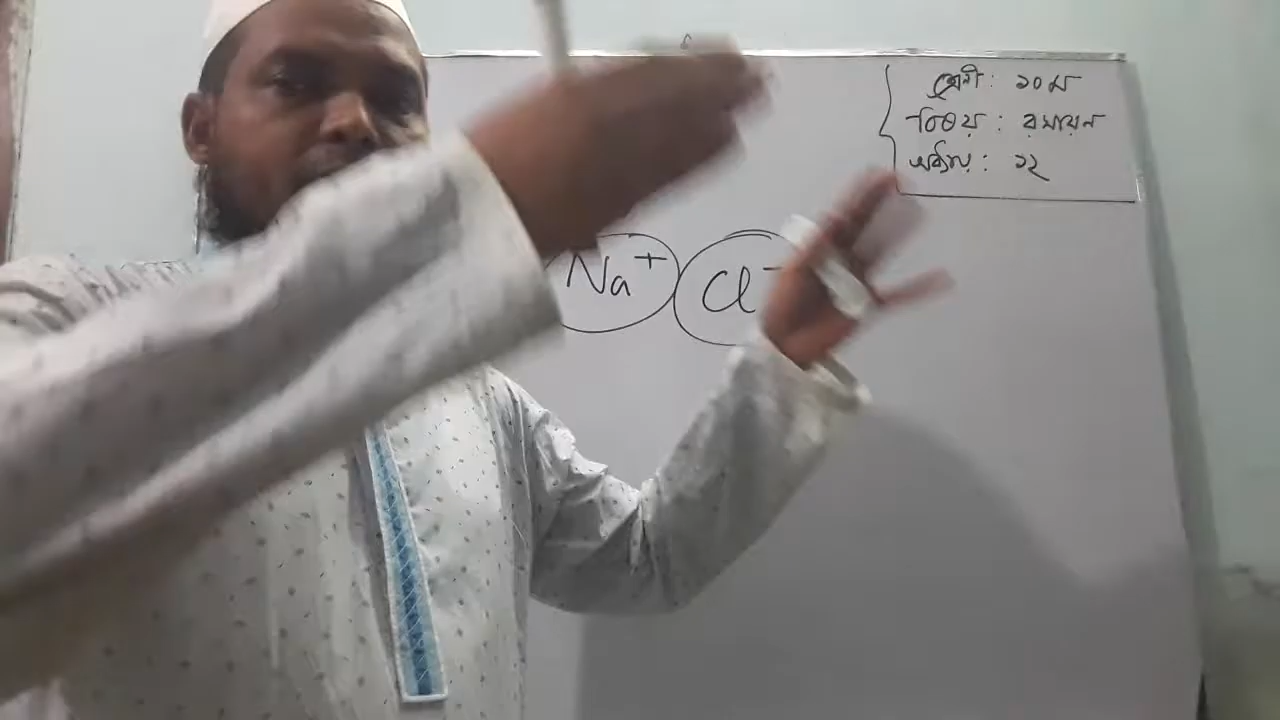 শ্রেণী : ১০ম
বিষয় : রসায়ন
অধ্যায় : ১২
Na+ Cl-